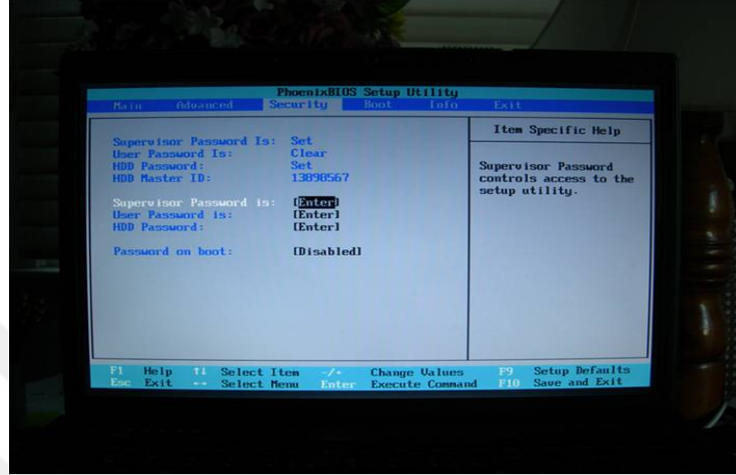 PhoenixBIOS Setup Utility
Main Advanced Security Boot Info Exit
Item Specific Help
Supervisor Password Is: Set
User Password Is: Clear
HDD Password: Set
HDD Master ID: 13898567
Supervisor Password
controls access to the
setup utility.
Supervisor Password is: [Enter]
User Password is: [Enter]
HDD Password: [Enter]
Password on boot: [Disabled]
F1 Help ↑↓ Select Item -/+ Change Values F9 Setup Defaults
Esc Exit ↔ Select Menu Enter Execute Command F10 Save and Exit